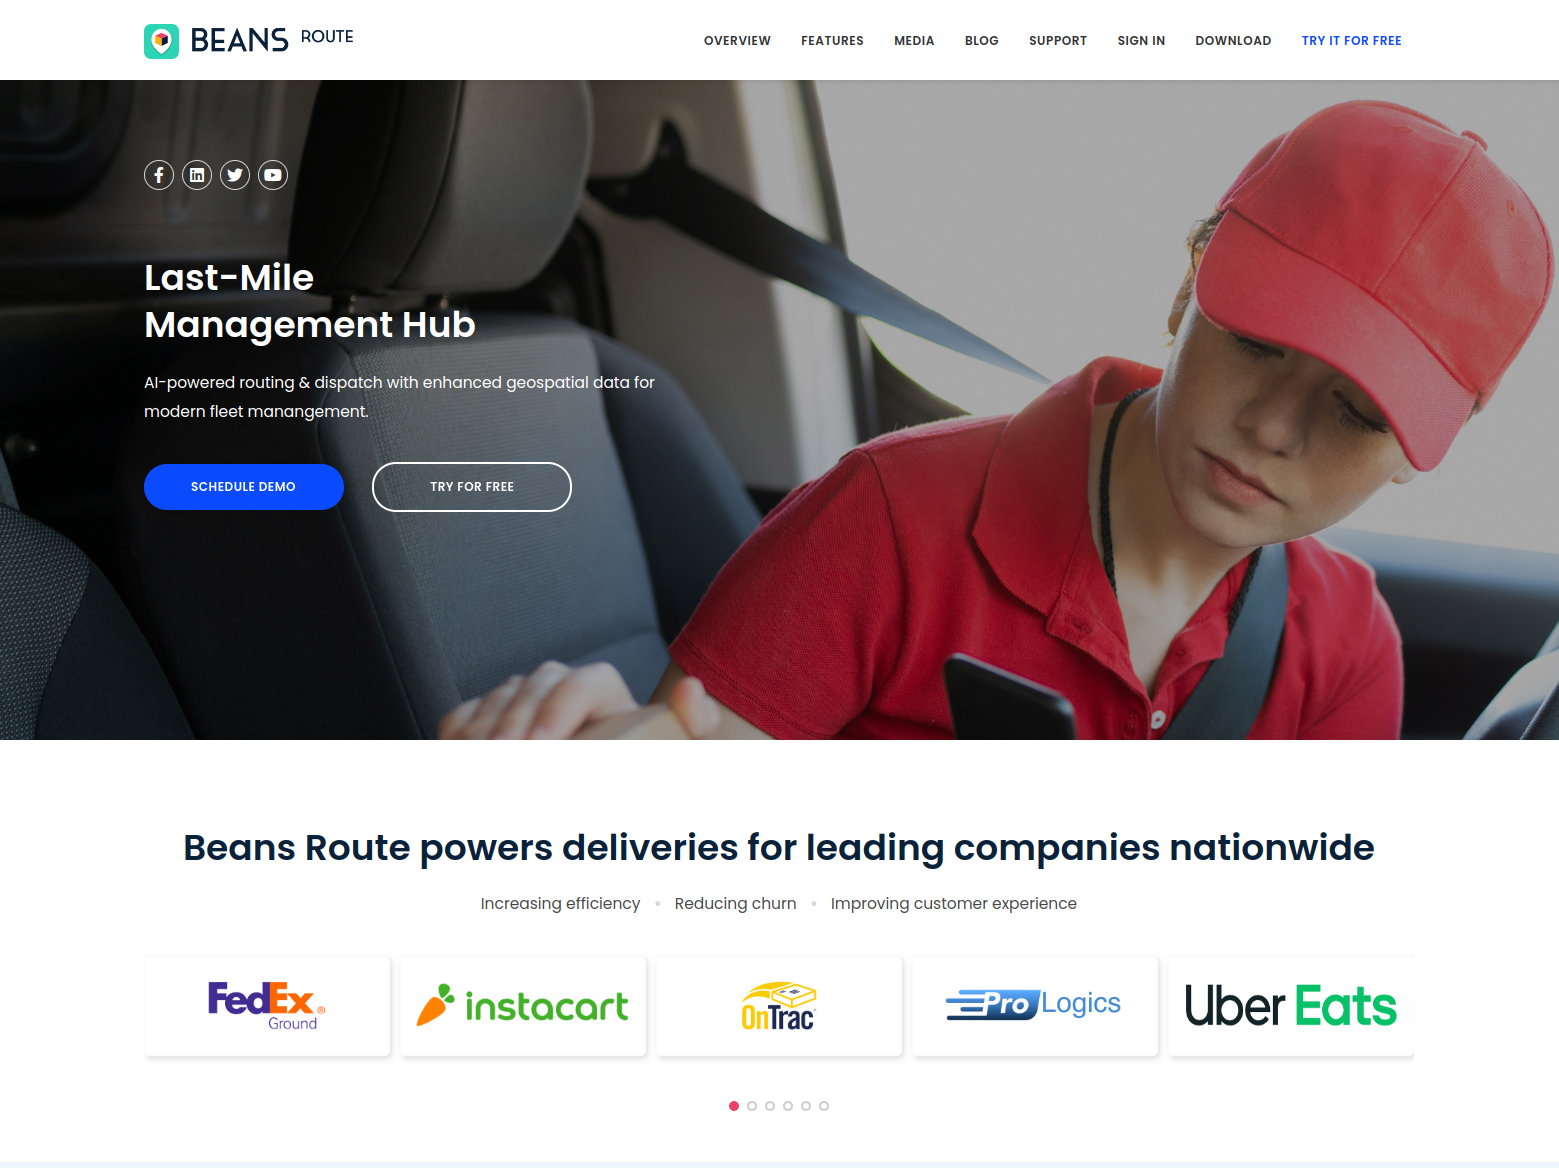 BEANS ROUTE
OVERVIEW FEATURES MEDIA BLOG SUPPORT SIGN IN DOWNLOAD TRY IT FOR FREE
Last-Mile
Management Hub
AI-powered routing & dispatch with enhanced geospatial data for
modern fleet manangement.
SCHEDULE DEMO TRY FOR FREE
Beans Route powers deliveries for leading companies nationwide
Increasing efficiency • Reducing churn • Improving customer experience
FedEx® Ground
instacart
OnTrac
Pro Logics
Uber Eats